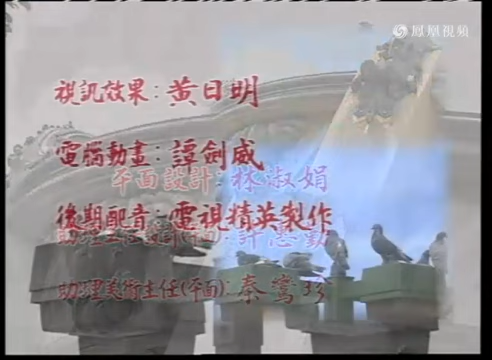 鳳凰視頻
視訊效果：黃日明
電腦動畫：譚劍威
平面設計：林淑娟
後期配音：電視精英製作
助理美術主任(平面)：秦鶯珍